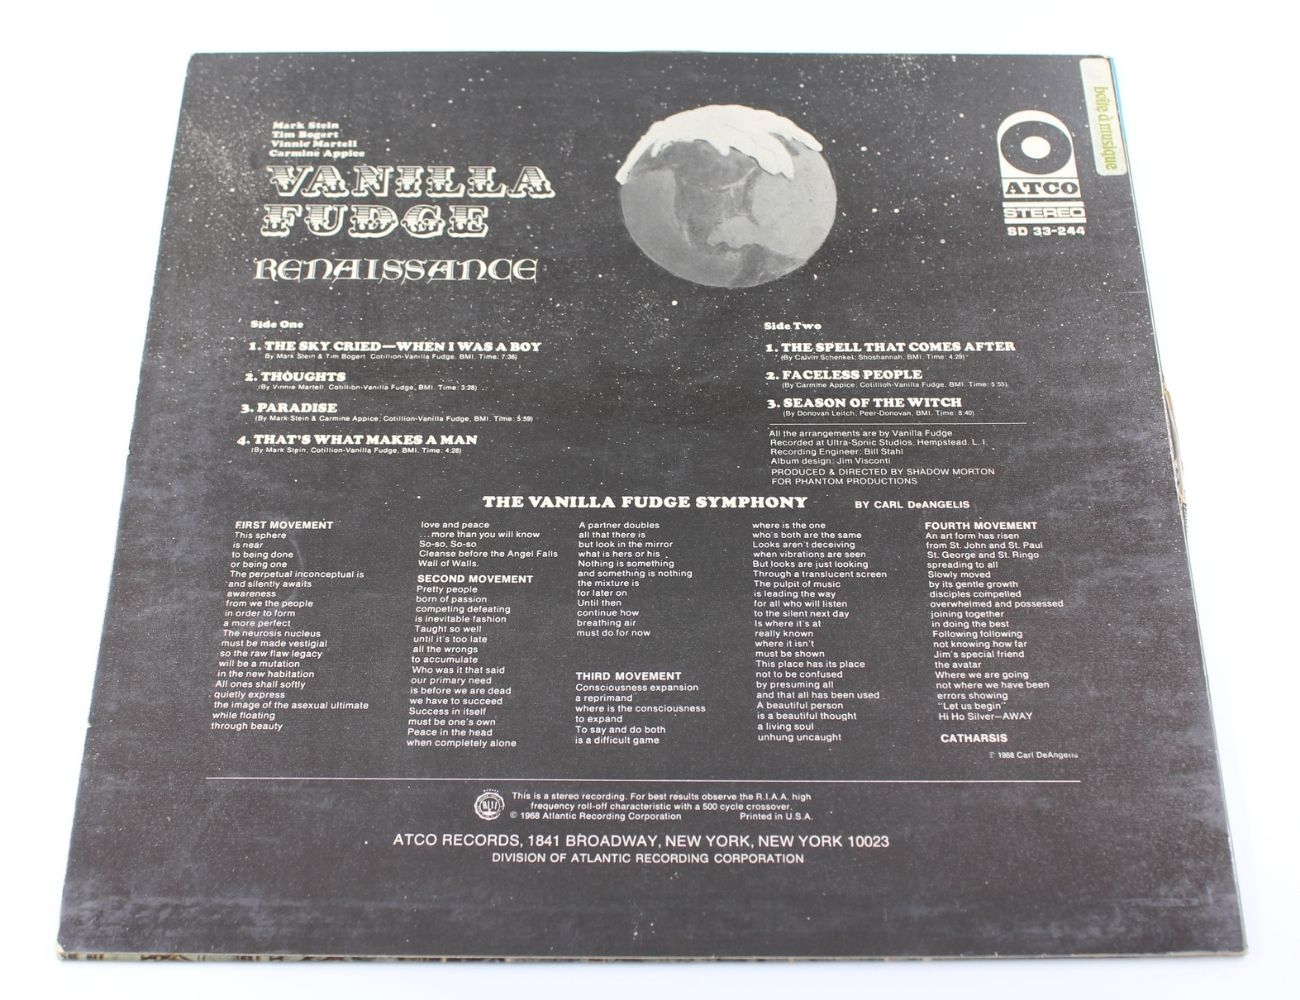 Mark Stein
Tim Bogert
Vinnie Martell
Carmine Appice
VANILLA
FUDGE
RENAISSANCE
boîte à musique
ATCO
STEREO
SD 33-244
Side One
1. THE SKY CRIED—WHEN I WAS A BOY
(By Mark Stein & Tim Bogert, Cotillion-Vanilla Fudge, BMI. Time: 7:36)
2. THOUGHTS
(By Vinnie Martell, Cotillion-Vanilla Fudge, BMI. Time: 3:28)
3. PARADISE
(By Mark Stein & Carmine Appice; Cotillion-Vanilla Fudge, BMI. Time: 5:59)
4. THAT'S WHAT MAKES A MAN
(By Mark Stein, Cotillion-Vanilla Fudge, BMI. Time: 4:28)
Side Two
1. THE SPELL THAT COMES AFTER
(By Calvin Schenkel; Shoshannah, BMI. Time: 4:29)
2. FACELESS PEOPLE
(By Carmine Appice; Cotillion-Vanilla Fudge, BMI. Time: 5:55)
3. SEASON OF THE WITCH
(By Donovan Leitch; Peer-Donovan, BMI. Time: 8:40)
All the arrangements are by Vanilla Fudge
Recorded at Ultra-Sonic Studios, Hempstead, L. I.
Recording Engineer: Bill Stahl
Album design: Jim Visconti
PRODUCED & DIRECTED BY SHADOW MORTON
FOR PHANTOM PRODUCTIONS
THE VANILLA FUDGE SYMPHONY BY CARL DeANGELIS
FIRST MOVEMENT
This sphere
is near
to being done
or being one
The perpetual inconceptual is
and silently awaits
awareness
from we the people
in order to form
a more perfect
The neurosis nucleus
must be made vestigial
so the raw flaw legacy
will be a mutation
in the new habitation
All ones shall softly
quietly express
the image of the asexual ultimate
while floating
through beauty
love and peace
...more than you will know
So-so, So-so
Cleanse before the Angel Falls
Wall of Walls.
SECOND MOVEMENT
Pretty people
born of passion
competing defeating
is inevitable fashion
Taught so well
until it's too late
all the wrongs
to accumulate
Who was it that said
our primary need
is before we are dead
we have to succeed
Success in itself
must be one's own
Peace in the head
when completely alone
A partner doubles
all that there is
but look in the mirror
what is hers or his
Nothing is something
and something is nothing
the mixture is
for later on
Until then
continue how
breathing air
must do for now
THIRD MOVEMENT
Consciousness expansion
a reprimand
where is the consciousness
to expand
To say and do both
is a difficult game
where is the one
who's both are the same
Looks aren't deceiving
when vibrations are seen
But looks are just looking
Through a translucent screen
The pulpit of music
is leading the way
for all who will listen
to the silent next day
Is where it's at
really known
where it isn't
must be shown
This place has its place
not to be confused
by presuming all
and that all has been used
A beautiful person
is a beautiful thought
a living soul
unhung uncaught
FOURTH MOVEMENT
An art form has risen
from St. John and St. Paul
St. George and St. Ringo
spreading to all
Slowly moved
by its gentle growth
disciples compelled
overwhelmed and possessed
joining together
in doing the best
Following following
not knowing how far
Jim's special friend
the avatar
Where we are going
not where we have been
errors showing
"Let us begin"
Hi Ho Silver—AWAY
CATHARSIS
1968 Carl DeAngelis
This is a stereo recording. For best results observe the R.I.A.A. high
frequency roll-off characteristic with a 500 cycle crossover.
© 1968 Atlantic Recording Corporation Printed in U.S.A.
ATCO RECORDS, 1841 BROADWAY, NEW YORK, NEW YORK 10023
DIVISION OF ATLANTIC RECORDING CORPORATION